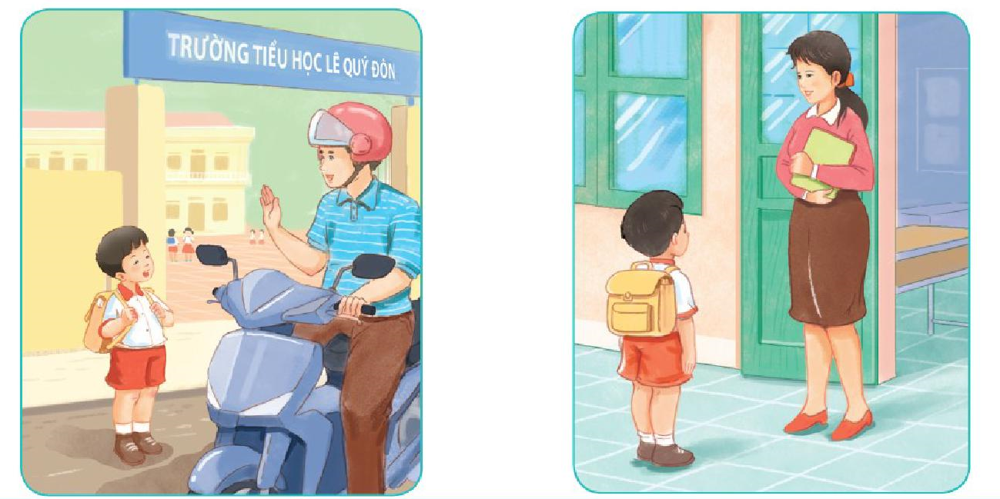 TRƯỜNG TIỂU HỌC LÊ QUÝ ĐÔN